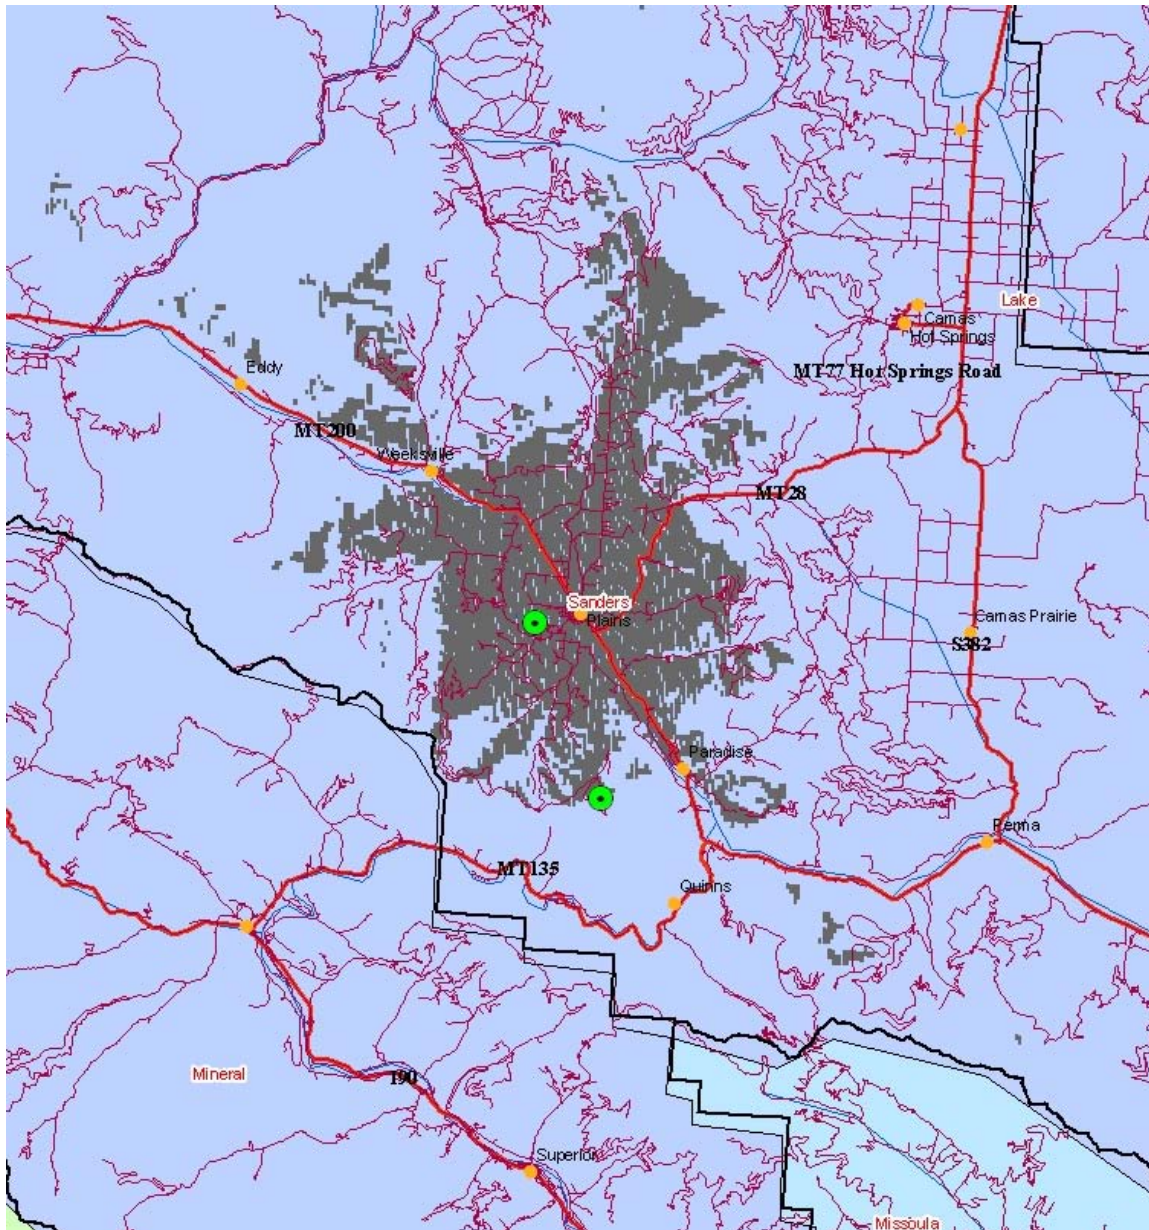 Lake
Camas
Hot Springs
MT77 Hot Springs Road
Eddy
MT200
Weeksville
MT28
Sanders
Plains
Camas Prairie
S382
Paradise
Perma
MT135
Quinns
Mineral
I90
Superior
Missoula